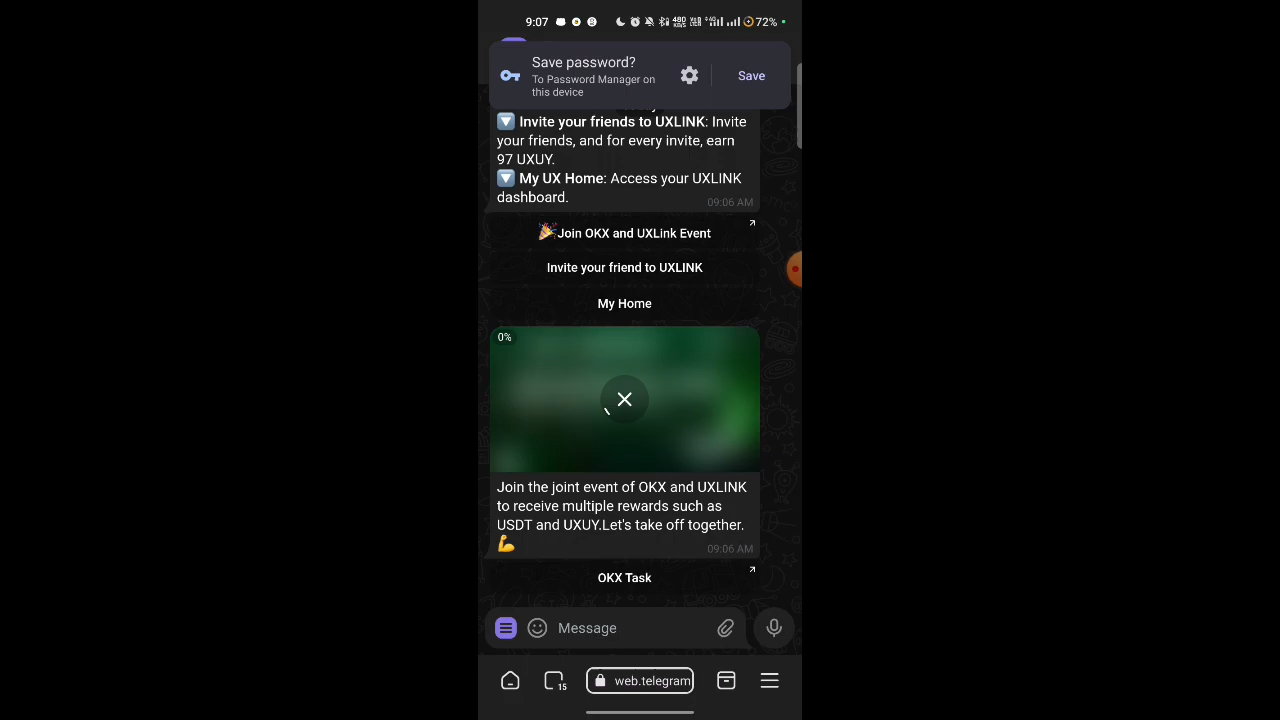 9:07
480
KB/S
72%
Save password?
Save
To Password Manager on
this device
🔽 Invite your friends to UXLINK: Invite
your friends, and for every invite, earn
97 UXUY.
🔽 My UX Home: Access your UXLINK
dashboard.
09:06 AM
🎉Join OKX and UXLink Event
Invite your friend to UXLINK
My Home
0%
Join the joint event of OKX and UXLINK
to receive multiple rewards such as
USDT and UXUY.Let's take off together.
💪
09:06 AM
OKX Task
Message
15
web.telegram